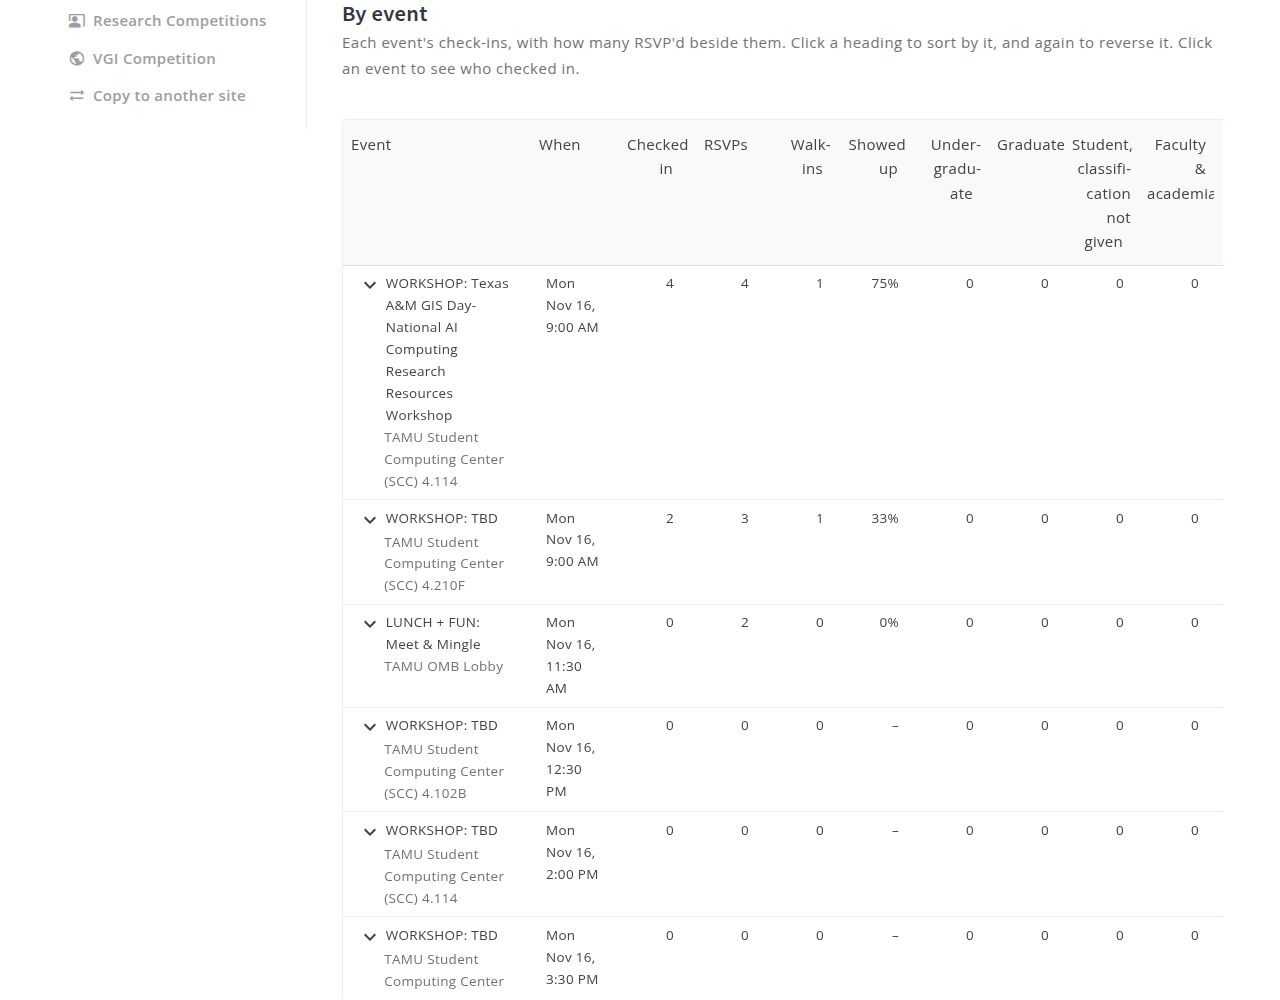 Research Competitions
VGI Competition
Copy to another site
By event
Each event's check-ins, with how many RSVP'd beside them. Click a heading to sort by it, and again to reverse it. Click
an event to see who checked in.
Event When Checked in RSVPs Walk-ins Showed up Under-gradu-ate Graduate Student, classifi-cation not given Faculty & academia
WORKSHOP: Texas
A&M GIS Day-
National AI
Computing
Research
Resources
Workshop
TAMU Student
Computing Center
(SCC) 4.114
Mon
Nov 16,
9:00 AM
4 4 1 75% 0 0 0 0
WORKSHOP: TBD
TAMU Student
Computing Center
(SCC) 4.210F
Mon
Nov 16,
9:00 AM
2 3 1 33% 0 0 0 0
LUNCH + FUN:
Meet & Mingle
TAMU OMB Lobby
Mon
Nov 16,
11:30
AM
0 2 0 0% 0 0 0 0
WORKSHOP: TBD
TAMU Student
Computing Center
(SCC) 4.102B
Mon
Nov 16,
12:30
PM
0 0 0 – 0 0 0 0
WORKSHOP: TBD
TAMU Student
Computing Center
(SCC) 4.114
Mon
Nov 16,
2:00 PM
0 0 0 – 0 0 0 0
WORKSHOP: TBD
TAMU Student
Computing Center
Mon
Nov 16,
3:30 PM
0 0 0 – 0 0 0 0